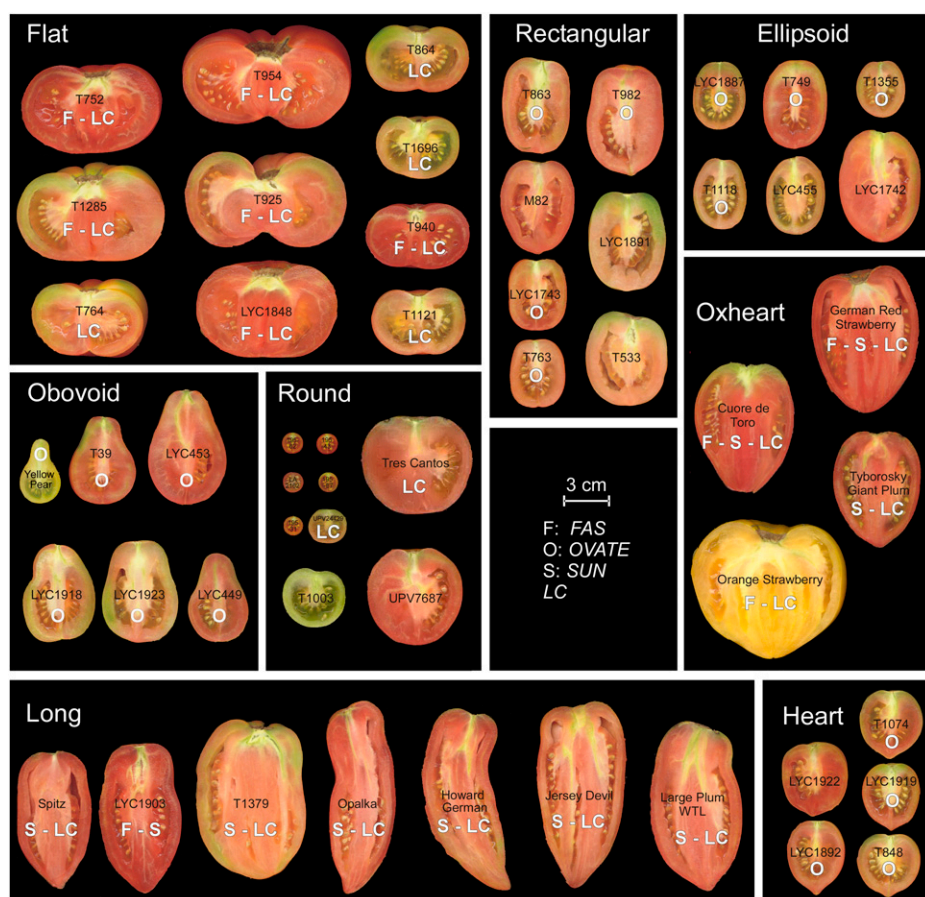 Flat
T752
F - LC
T954
F - LC
T864
LC
T1696
LC
T1285
F - LC
T925
F - LC
T940
F - LC
T764
LC
LYC1848
F - LC
T1121
LC
Rectangular
T863
O
T982
O
M82
LYC1891
LYC1743
O
T763
O
T533
Ellipsoid
LYC1887
O
T749
O
T1355
O
T1118
O
LYC455
LYC1742
Oxheart
German Red
Strawberry
F - S - LC
Cuore de
Toro
F - S - LC
Tyborosky
Giant Plum
S - LC
Orange Strawberry
F - LC
Obovoid
O
Yellow
Pear
T39
O
LYC453
O
LYC1918
O
LYC1923
O
LYC449
O
Round
Tres Cantos
LC
LC
T1003
UPV7687
3 cm
F: FAS
O: OVATE
S: SUN
LC
Long
Spitz
S - LC
LYC1903
F - S
T1379
S - LC
Opalka
S - LC
Howard
German
S - LC
Jersey Devil
S - LC
Large Plum
WTL
S - LC
Heart
T1074
O
LYC1922
LYC1919
O
LYC1892
O
T848
O